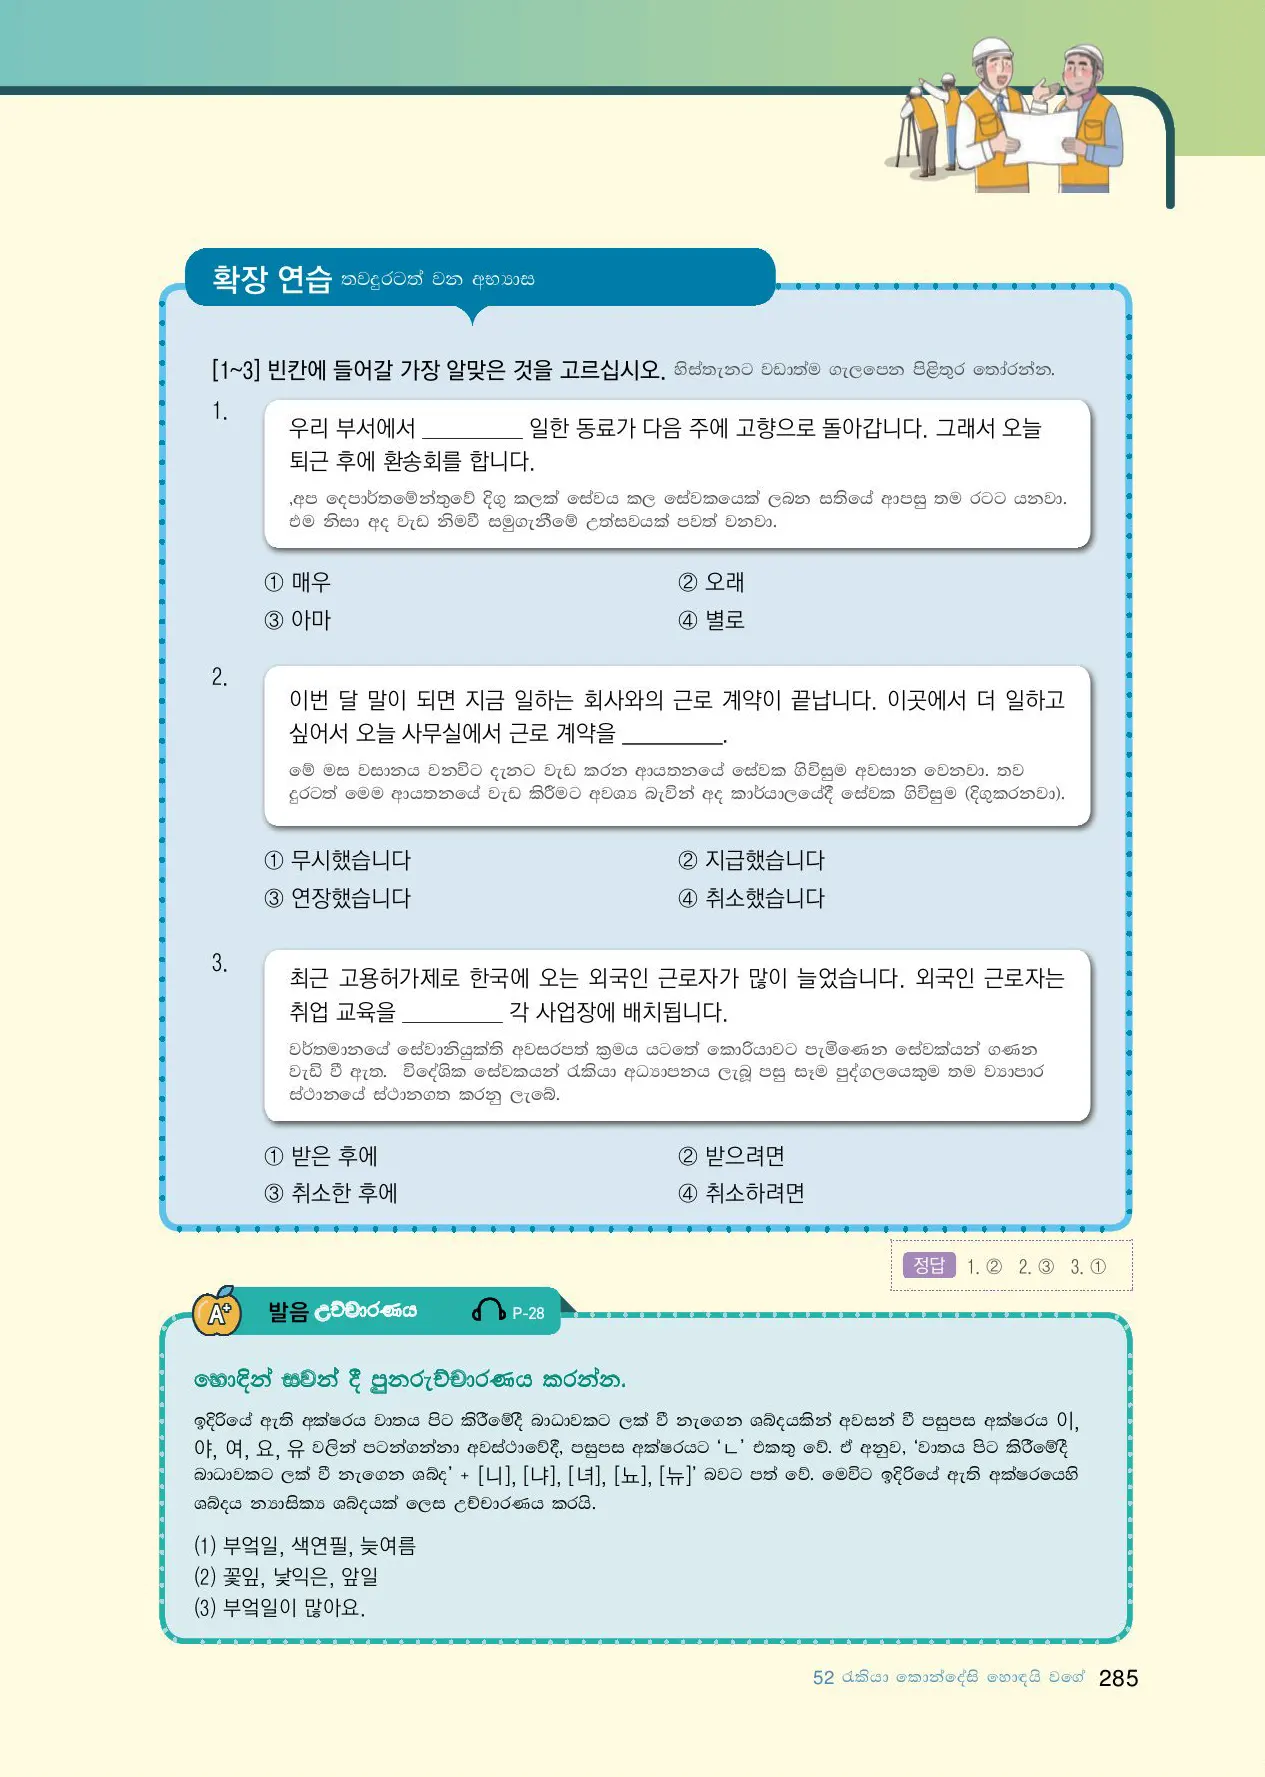 확장 연습 තවදුරටත් වන අභ්‍යාස
[1~3] 빈칸에 들어갈 가장 알맞은 것을 고르십시오. හිස්තැනට වඩාත්ම ගැලපෙන පිළිතුර තෝරන්න.
1.
우리 부서에서 _________ 일한 동료가 다음 주에 고향으로 돌아갑니다. 그래서 오늘
퇴근 후에 환송회를 합니다.
,අප දෙපාර්තමේන්තුවේ දිගු කලක් සේවය කල සේවකයෙක් ලබන සතියේ ආපසු තම රටට යනවා.
එම නිසා අද වැඩ නිමවී සමුගැනීමේ උත්සවයක් පවත් වනවා.
① 매우
② 오래
③ 아마
④ 별로
2.
이번 달 말이 되면 지금 일하는 회사와의 근로 계약이 끝납니다. 이곳에서 더 일하고
싶어서 오늘 사무실에서 근로 계약을 _________.
මේ මස වසානය වනවිට දැනට වැඩ කරන ආයතනයේ සේවක ගිවිසුම අවසාන වෙනවා. තව
දුරටත් මෙම ආයතනයේ වැඩ කිරීමට අවශ්‍ය බැවින් අද කාර්යාලයේදී සේවක ගිවිසුම (දිගුකරනවා).
① 무시했습니다
② 지급했습니다
③ 연장했습니다
④ 취소했습니다
3.
최근 고용허가제로 한국에 오는 외국인 근로자가 많이 늘었습니다. 외국인 근로자는
취업 교육을 _________ 각 사업장에 배치됩니다.
වර්තමානයේ සේවානියුක්ති අවසරපත් ක්‍රමය යටතේ කොරියාවට පැමිණෙන සේවක්යන් ගණන
වැඩි වී ඇත. විදේශික සේවකයන් රැකියා අධ්‍යාපනය ලැබූ පසු සෑම පුද්ගලයෙකුම තම ව්‍යාපාර
ස්ථානයේ ස්ථානගත කරනු ලැබේ.
① 받은 후에
② 받으려면
③ 취소한 후에
④ 취소하려면
정답 1. ② 2. ③ 3. ①
A+ 발음 උච්චාරණය P-28
හොඳින් සවන් දී පුනරුච්චාරණය කරන්න.
ඉදිරියේ ඇති අක්ෂරය වාතය පිට කිරීමේදී බාධාවකට ලක් වී නැගෙන ශබ්දයකින් අවසන් වී පසුපස අක්ෂරය 이,
야, 여, 요, 유 වලින් පටන්ගන්නා අවස්ථාවේදී, පසුපස අක්ෂරයට ‘ㄴ’ එකතු වේ. ඒ අනුව, ‘වාතය පිට කිරීමේදී
බාධාවකට ලක් වී නැගෙන ශබ්ද’ + [니], [냐], [녀], [뇨], [뉴]’ බවට පත් වේ. මෙවිට ඉදිරියේ ඇති අක්ෂරයෙහි
ශබ්දය න්‍යාසික්‍ය ශබ්දයක් ලෙස උච්චාරණය කරයි.
(1) 부엌일, 색연필, 늦여름
(2) 꽃잎, 낯익은, 앞일
(3) 부엌일이 많아요.
52 රැකියා කොන්දේසි හොඳයි වගේ 285